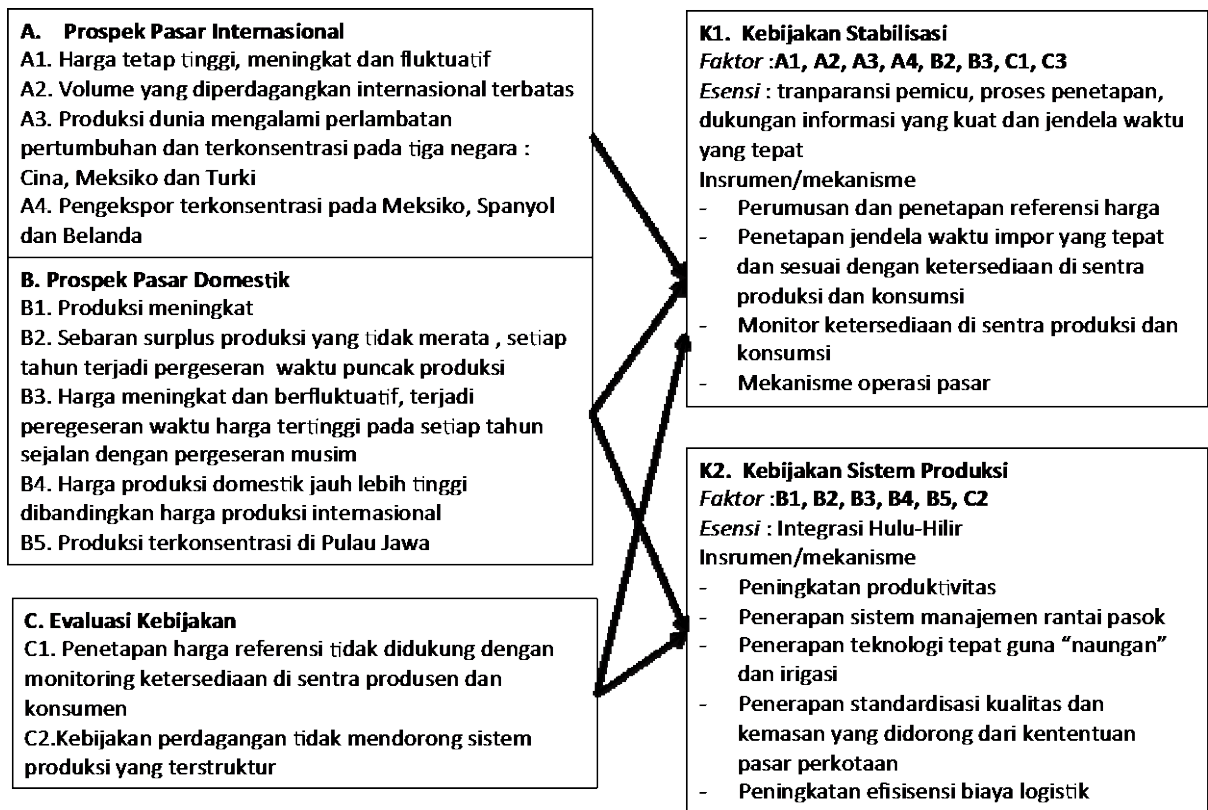 A. Prospek Pasar Internasional
A1. Harga tetap tinggi, meningkat dan fluktuatif
A2. Volume yang diperdagangkan internasional terbatas
A3. Produksi dunia mengalami perlambatan
pertumbuhan dan terkonsentrasi pada tiga negara :
Cina, Meksiko dan Turki
A4. Pengekspor terkonsentrasi pada Meksiko, Spanyol
dan Belanda
B. Prospek Pasar Domestik
B1. Produksi meningkat
B2. Sebaran surplus produksi yang tidak merata , setiap
tahun terjadi pergeseran waktu puncak produksi
B3. Harga meningkat dan berfluktuatif, terjadi
peregeseran waktu harga tertinggi pada setiap tahun
sejalan dengan pergeseran musim
B4. Harga produksi domestik jauh lebih tinggi
dibandingkan harga produksi internasional
B5. Produksi terkonsentrasi di Pulau Jawa
C. Evaluasi Kebijakan
C1. Penetapan harga referensi tidak didukung dengan
monitoring ketersediaan di sentra produsen dan
konsumen
C2.Kebijakan perdagangan tidak mendorong sistem
produksi yang terstruktur
K1. Kebijakan Stabilisasi
Faktor :A1, A2, A3, A4, B2, B3, C1, C3
Esensi : tranparansi pemicu, proses penetapan,
dukungan informasi yang kuat dan jendela waktu
yang tepat
Insrumen/mekanisme
- Perumusan dan penetapan referensi harga
- Penetapan jendela waktu impor yang tepat
dan sesuai dengan ketersediaan di sentra
produksi dan konsumsi
- Monitor ketersediaan di sentra produksi dan
konsumsi
- Mekanisme operasi pasar
K2. Kebijakan Sistem Produksi
Faktor :B1, B2, B3, B4, B5, C2
Esensi : Integrasi Hulu-Hilir
Insrumen/mekanisme
- Peningkatan produktivitas
- Penerapan sistem manajemen rantai pasok
- Penerapan teknologi tepat guna “naungan”
dan irigasi
- Penerapan standardisasi kualitas dan
kemasan yang didorong dari kententuan
pasar perkotaan
- Peningkatan efisisensi biaya logistik